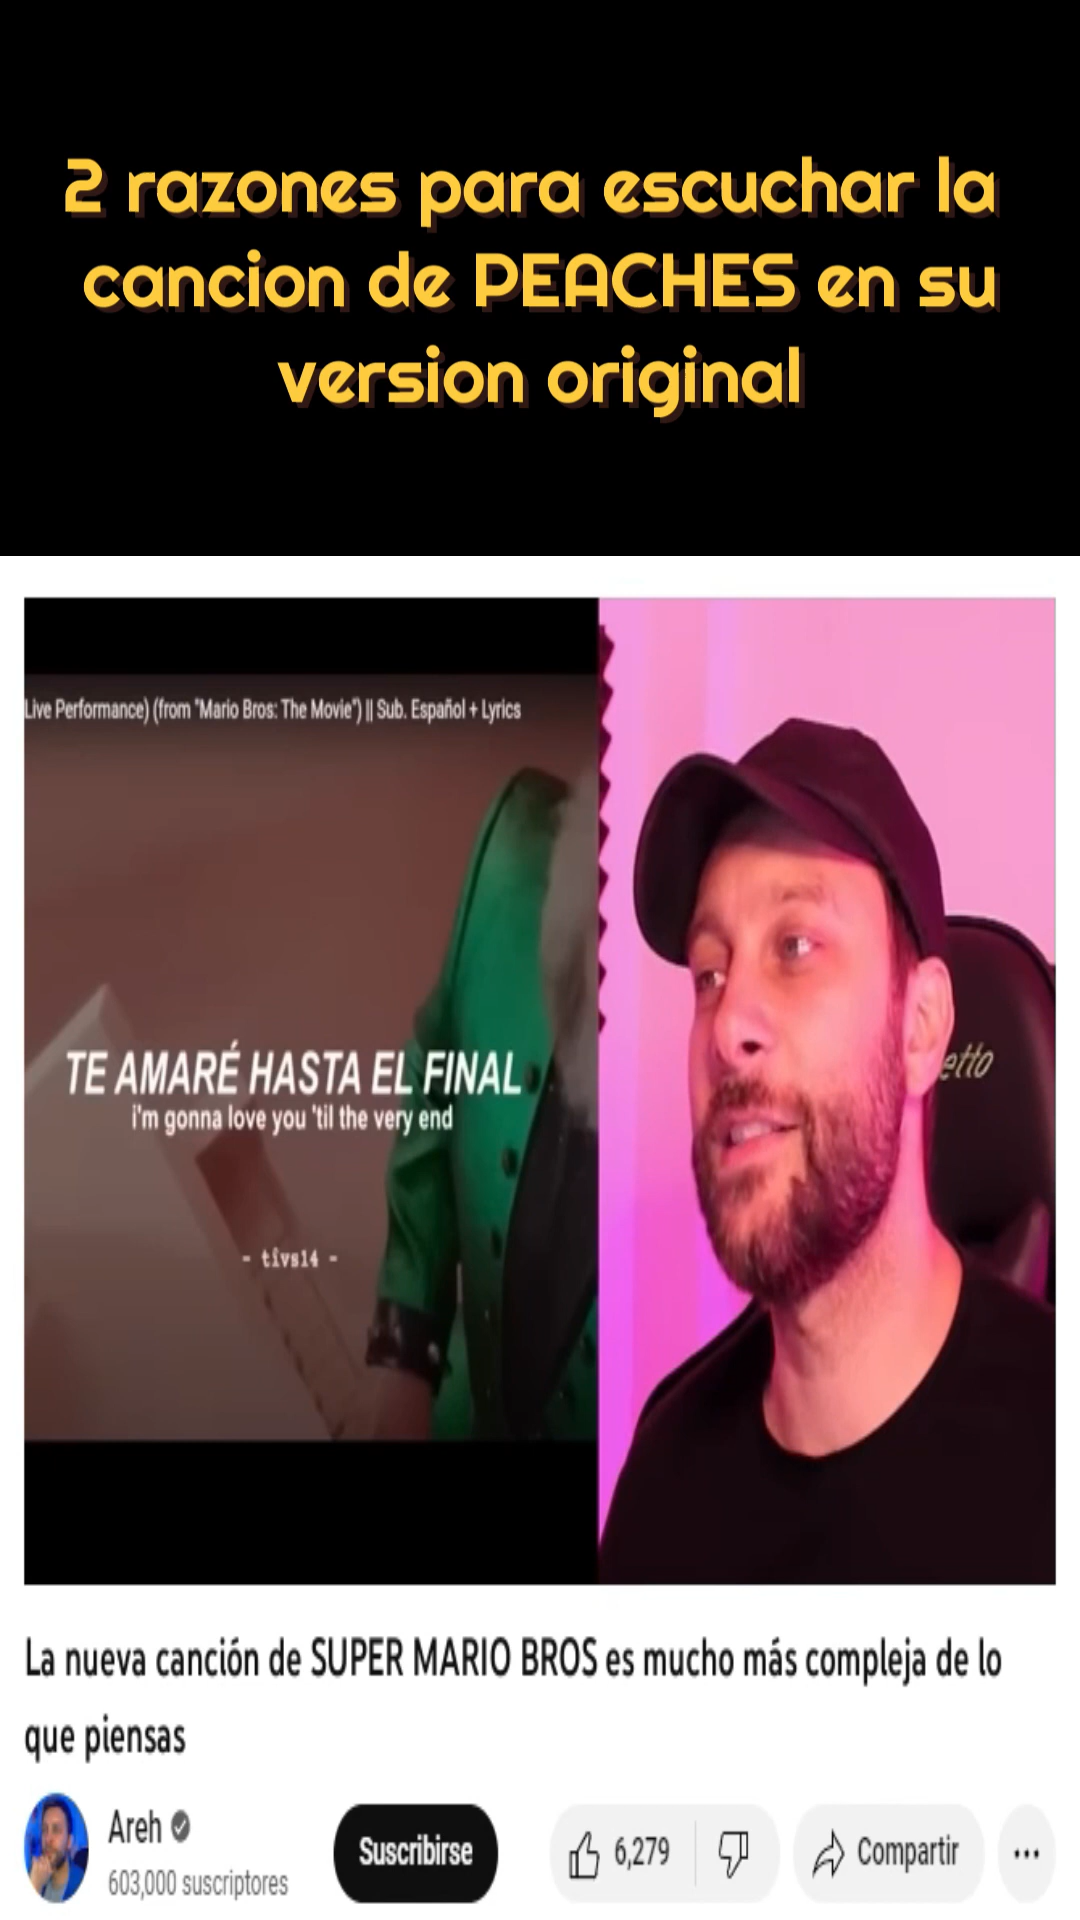 2 razones para escuchar la
cancion de PEACHES en su
version original
Live Performance) (from "Mario Bros: The Movie") || Sub. Español + Lyrics
TE AMARÉ HASTA EL FINAL
i'm gonna love you 'til the very end
- tivs14 -
etto
La nueva canción de SUPER MARIO BROS es mucho más compleja de lo
que piensas
Areh
603,000 suscriptores
Suscribirse
6,279
Compartir